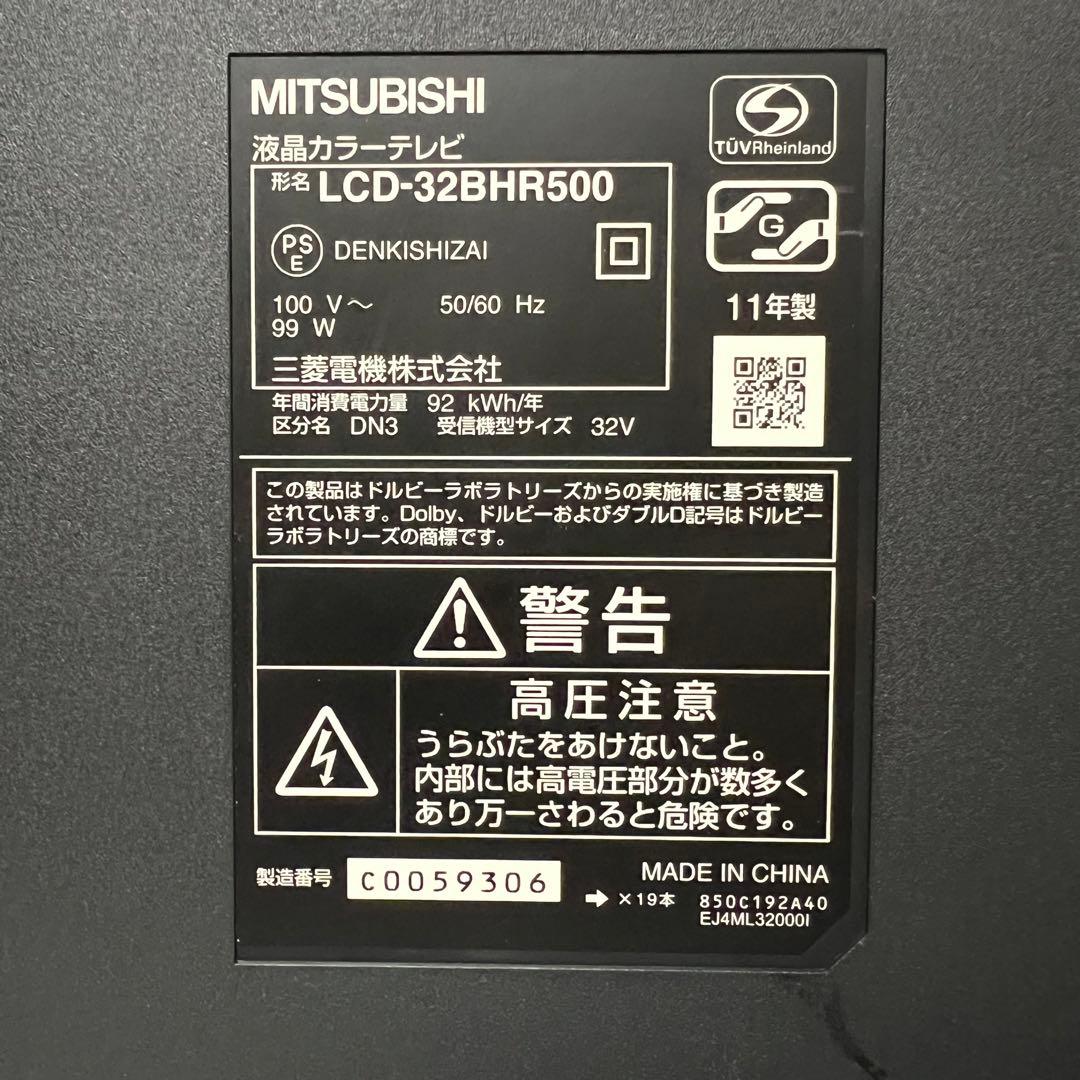 MITSUBISHI
液晶カラーテレビ
形名 LCD-32BHR500
PS
E
DENKISHIZAI
100 V～ 50/60 Hz
99 W
三菱電機株式会社
年間消費電力量 92 kWh/年
区分名 DN3 受信機型サイズ 32V
TÜVRheinland
G
11年製
この製品はドルビーラボラトリーズからの実施権に基づき製造
されています。Dolby、ドルビーおよびダブルD記号はドルビー
ラボラトリーズの商標です。
警告
高圧注意
うらぶたをあけないこと。
内部には高電圧部分が数多く
あり万一さわると危険です。
製造番号 C0059306
MADE IN CHINA
➡ ×19本 850C192A40
EJ4ML32000I